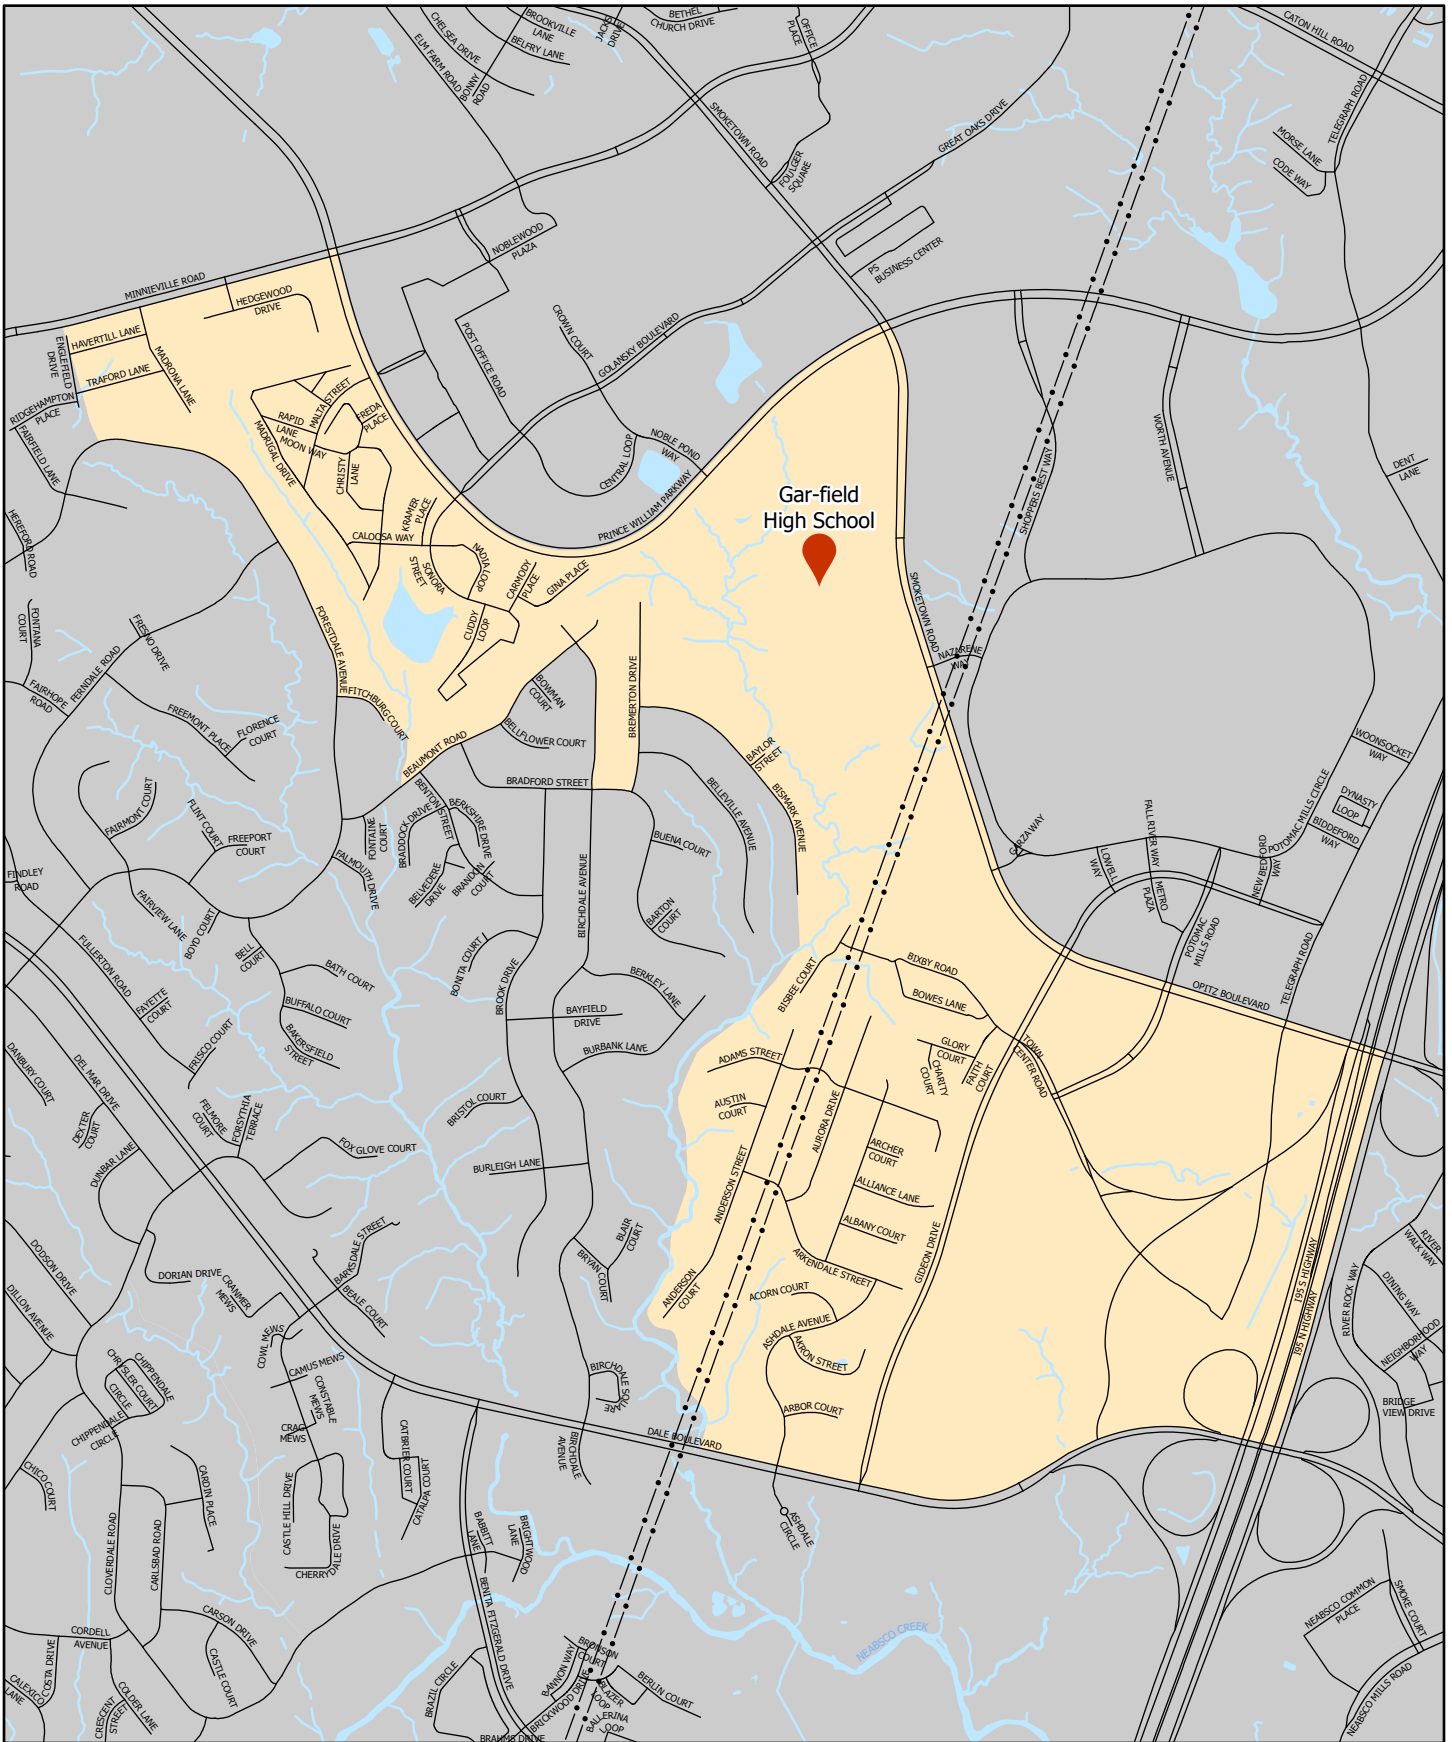 BROOKVILLE
LANE
CHELSEA DRIVE
BELFRY LANE
ELM FARM ROAD
BONNY
ROAD
JACKS
DRIVE
BETHEL
CHURCH DRIVE
OFFICE
PLACE
CATON HILL ROAD
TELEGRAPH ROAD
SMOKETOWN ROAD
FOULGER
SQUARE
GREAT OAKS DRIVE
MORSE LANE
CODE WAY
NOBLEWOOD
PLAZA
PS
BUSINESS CENTER
MINNIEVILLE ROAD
HEDGEWOOD
DRIVE
HAVERTILL LANE
ENGLEFIELD
DRIVE
TRAFORD LANE
MADRONA LANE
RIDGEHAMPTON
PLACE
FAIRFIELD LANE
POST OFFICE ROAD
CROWN COURT
GOLANSKY BOULEVARD
MALTA STREET
FREDA
PLACE
RAPID
LANE
MOON WAY
MADRIGAL DRIVE
CHRISTY
LANE
CENTRAL LOOP
NOBLE POND
WAY
PRINCE WILLIAM PARKWAY
WORTH AVENUE
SHOPPERS BEST WAY
DENT
LANE
Gar-field
High School
HEREFORD ROAD
KRAMER
PLACE
CALOOSA WAY
SONORA
STREET
NADJA LOOP
CARMODY
PLACE
GINA PLACE
CUDDY
LOOP
SMOKETOWN ROAD
NAZARENE
WAY
FONTANA
COURT
FRESNO DRIVE
FERNDALE ROAD
FORESTDALE AVENUE
FITCHBURG COURT
FAIRHOPE
ROAD
FREEMONT PLACE
FLORENCE
COURT
BOWMAN
COURT
BELLFLOWER COURT
BREMERTON DRIVE
BEAUMONT ROAD
BRADFORD STREET
BAYLOR
STREET
BISMARK AVENUE
BELLEVILLE AVENUE
WOONSOCKET
WAY
POTOMAC MILLS CIRCLE
DYNASTY
LOOP
BIDDEFORD
WAY
FAIRMONT COURT
FLINT COURT
FREEPORT
COURT
FONTAINE
COURT
BRADDOCK DRIVE
BENTON STREET
BERKSHIRE DRIVE
BUENA COURT
GARZA WAY
LOWELL
WAY
FALL RIVER WAY
METRO
PLAZA
NEW BEDFORD
WAY
FINDLEY
ROAD
FALMOUTH DRIVE
BELVEDERE
DRIVE
BRANDON
COURT
BIRCHDALE AVENUE
FAIRVIEW LANE
BOYD COURT
BARTON
COURT
FULLERTON ROAD
BELL
COURT
BATH COURT
BONITA COURT
BROOK DRIVE
BERKLEY LANE
POTOMAC
MILLS ROAD
TELEGRAPH ROAD
FAYETTE
COURT
BUFFALO COURT
BAYFIELD
DRIVE
BISBEE COURT
BIXBY ROAD
BOWES LANE
OPITZ BOULEVARD
BAKERSFIELD
STREET
FRISCO COURT
BURBANK LANE
ADAMS STREET
GLORY
COURT
CHARITY
COURT
FAITH
COURT
TOWN
CENTER ROAD
DANBURY COURT
DEL MAR DRIVE
DEXTER
COURT
FELMORE
COURT
FORSYTHIA
TERRACE
BRISTOL COURT
AUSTIN
COURT
AURORA DRIVE
ARCHER
COURT
DUNBAR LANE
FOX GLOVE COURT
BURLEIGH LANE
ANDERSON STREET
ALLIANCE LANE
ALBANY COURT
DODSON DRIVE
DILLON AVENUE
BARKSDALE STREET
BLAIR
COURT
BRYAN COURT
ARKENDALE STREET
GIDEON DRIVE
RIVER
WALK WAY
DORIAN DRIVE
CRANMER
MEWS
BEALE COURT
ANDERSON
COURT
ACORN COURT
I95 S HIGHWAY
I95 N HIGHWAY
RIVER ROCK WAY
DINING WAY
NEIGHBORHOOD
WAY
COWL MEWS
CAMUS MEWS
CONSTABLE
MEWS
ASHDALE AVENUE
AKRON STREET
CHIPPENDALE
CIRCLE
CHRISLER COURT
CHIPPENDALE
CIRCLE
CRAG
MEWS
BIRCHDALE SQUARE
ARBOR COURT
BRIDGE
VIEW DRIVE
DALE BOULEVARD
CATBRIER COURT
CATALPA COURT
BIRCHDALE
AVENUE
CHICO COURT
CARDIN PLACE
CASTLE HILL DRIVE
CHERRYDALE DRIVE
BABBITT
LANE
BRIGHTWOOD
LANE
ASHDALE
CIRCLE
CLOVERDALE ROAD
CARLSBAD ROAD
BENITA FITZGERALD DRIVE
CARSON DRIVE
CORDELL
AVENUE
COSTA DRIVE
CASTLE COURT
CALEXICO
LANE
CRESCENT
STREET
COLDER LANE
BRAZIL CIRCLE
BRAHMS DRIVE
BRICKWOOD DRIVE
BANNON WAY
BRONSON
COURT
BLAZER
LOOP
BALLERINA
LOOP
BERLIN COURT
NEABSCO CREEK
NEABSCO COMMON
PLACE
SMOKE COURT
NEABSCO MILLS ROAD